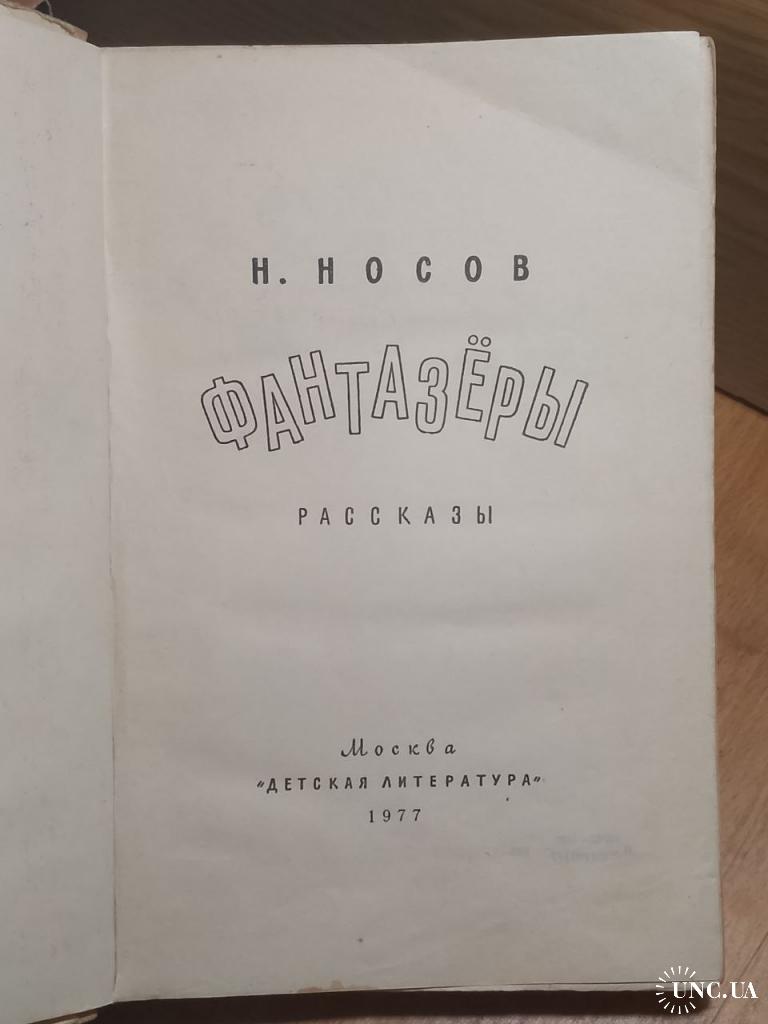 Н. НОСОВ
ФАНТАЗЁРЫ
РАССКАЗЫ
Москва
"ДЕТСКАЯ ЛИТЕРАТУРА"
1977
UNC.UA